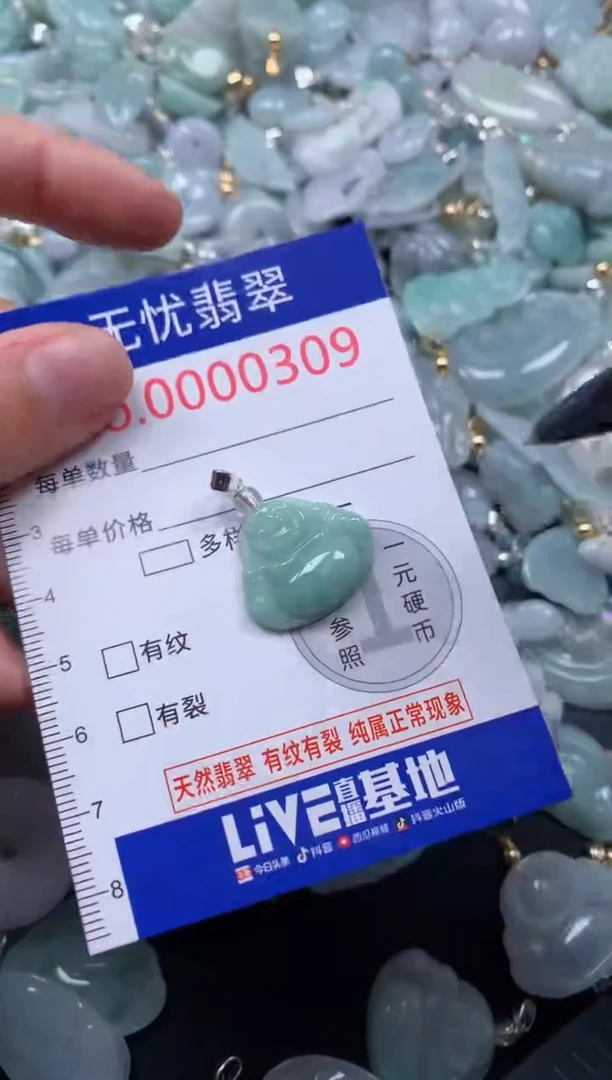 无忧翡翠
.0000309
每单数量
每单价格
多样
一元硬币
参照
1
有纹
有裂
天然翡翠 有纹有裂 纯属正常现象
LiVE直播基地
今日头条 抖音 西瓜视频 抖音火山版
3
4
5
6
7
8